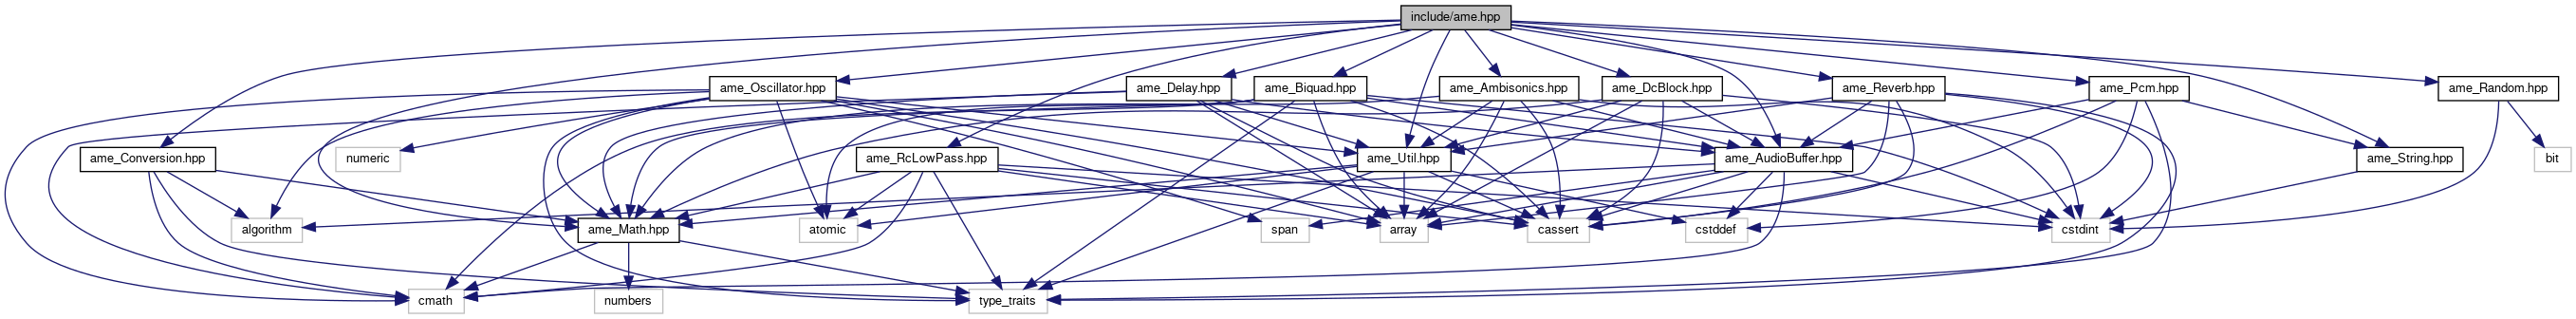 include/ame.hpp
ame_Oscillator.hpp
ame_Delay.hpp
ame_Biquad.hpp
ame_Ambisonics.hpp
ame_DcBlock.hpp
ame_Reverb.hpp
ame_Pcm.hpp
ame_Random.hpp
ame_Conversion.hpp
numeric
ame_RcLowPass.hpp
ame_Util.hpp
ame_AudioBuffer.hpp
ame_String.hpp
bit
algorithm
ame_Math.hpp
atomic
span
array
cassert
cstddef
cstdint
cmath
numbers
type_traits